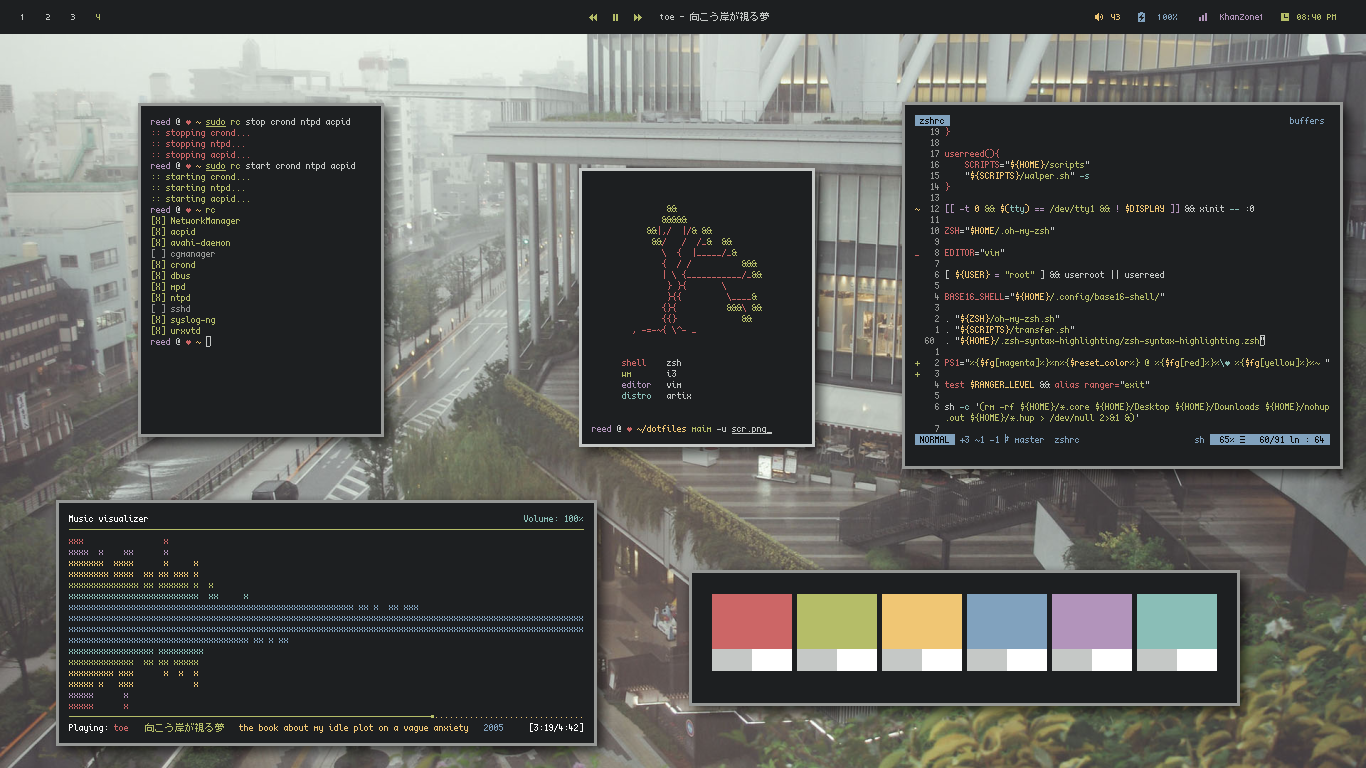 1 2 3 4
toe - 向こう岸が視る夢
43 100% KhanZone1 08:40 PM
reed @ ♥ ~ sudo rc stop crond ntpd acpid
:: stopping crond...
:: stopping ntpd...
:: stopping acpid...
reed @ ♥ ~ sudo rc start crond ntpd acpid
:: starting crond...
:: starting ntpd...
:: starting acpid...
reed @ ♥ ~ rc
[X] NetworkManager
[X] acpid
[X] avahi-daemon
[ ] cgmanager
[X] crond
[X] dbus
[X] mpd
[X] ntpd
[ ] sshd
[X] syslog-ng
[X] urxvtd
reed @ ♥ ~
shell zsh
wm i3
editor vim
distro artix
reed @ ♥ ~/dotfiles maim -u scr.png_
zshrc buffers
19 }
18
17 userreed(){
16 SCRIPTS="${HOME}/scripts"
15 "${SCRIPTS}/walper.sh" -s
14 }
13
~ 12 [[ -t 0 && $(tty) == /dev/tty1 && ! $DISPLAY ]] && xinit -- :0
11
10 ZSH="$HOME/.oh-my-zsh"
9
_ 8 EDITOR="vim"
7
6 [ ${USER} = "root" ] && userroot || userreed
5
4 BASE16_SHELL="${HOME}/.config/base16-shell/"
3
2 . "${ZSH}/oh-my-zsh.sh"
1 . "${SCRIPTS}/transfer.sh"
60 . "${HOME}/.zsh-syntax-highlighting/zsh-syntax-highlighting.zsh"
1
+ 2 PS1="%{$fg[magenta]%}%n%{$reset_color%} @ %{$fg[red]%}%\♥ %{$fg[yellow]%}%~ "
+ 3
4 test $RANGER_LEVEL && alias ranger="exit"
5
6 sh -c '(rm -rf ${HOME}/*.core ${HOME}/Desktop ${HOME}/Downloads ${HOME}/nohup
.out ${HOME}/*.hup > /dev/null 2>&1 &)'
7
NORMAL +3 ~1 -1 master zshrc sh 65% ☰ 60/91 ln : 64
Music visualizer Volume: 100%
Playing: toe 向こう岸が視る夢 the book about my idle plot on a vague anxiety 2005 [3:19/4:42]